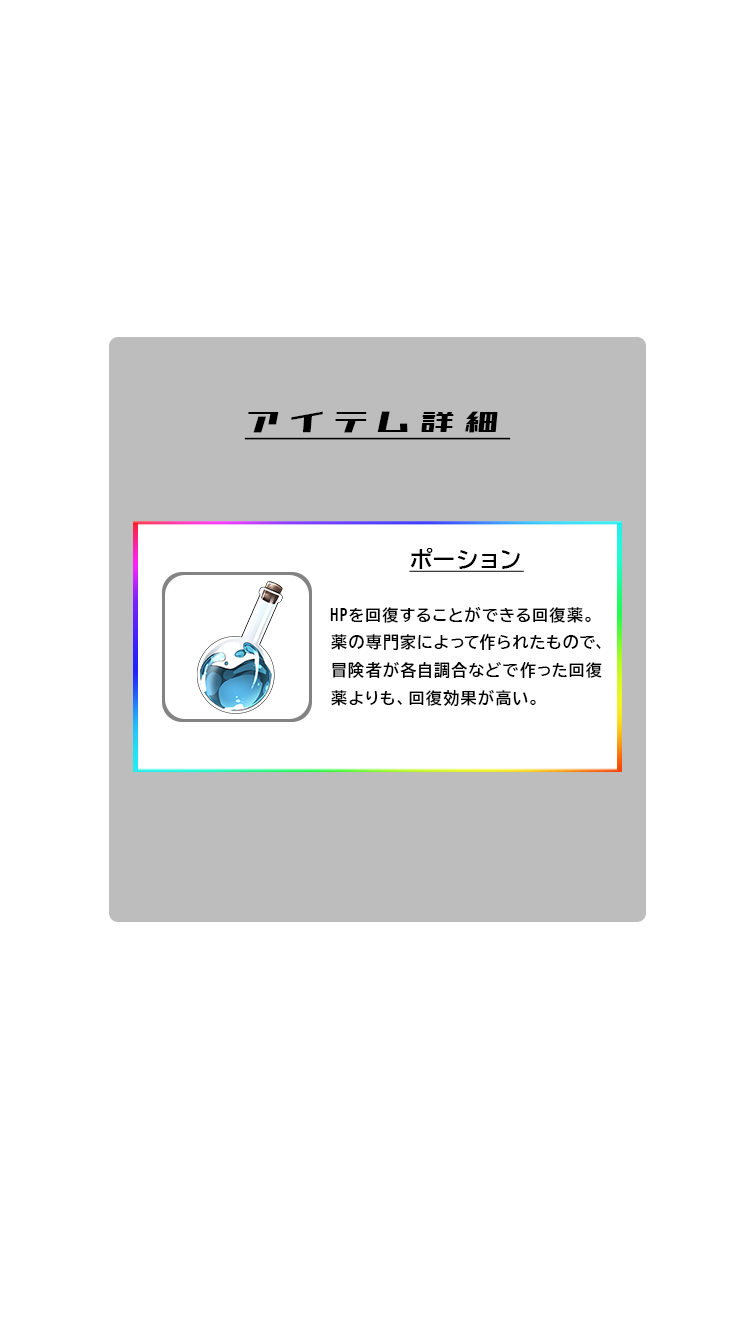 アイテム詳細
ポーション
HPを回復することができる回復薬。
薬の専門家によって作られたもので、
冒険者が各自調合などで作った回復
薬よりも、回復効果が高い。